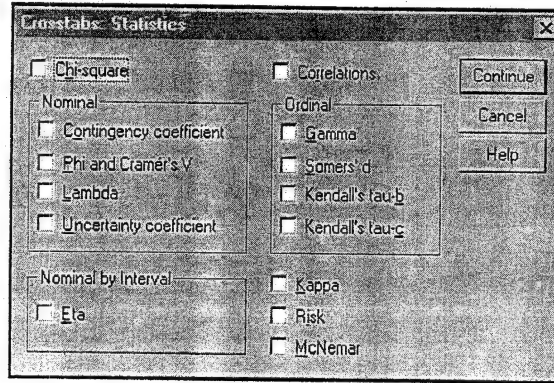 Crosstabs: Statistics
Chi-square
Correlations
Continue
Nominal
Contingency coefficient
Phi and Cramér's V
Lambda
Uncertainty coefficient
Ordinal
Gamma
Somers' d
Kendall's tau-b
Kendall's tau-c
Cancel
Help
Nominal by Interval
Eta
Kappa
Risk
McNemar